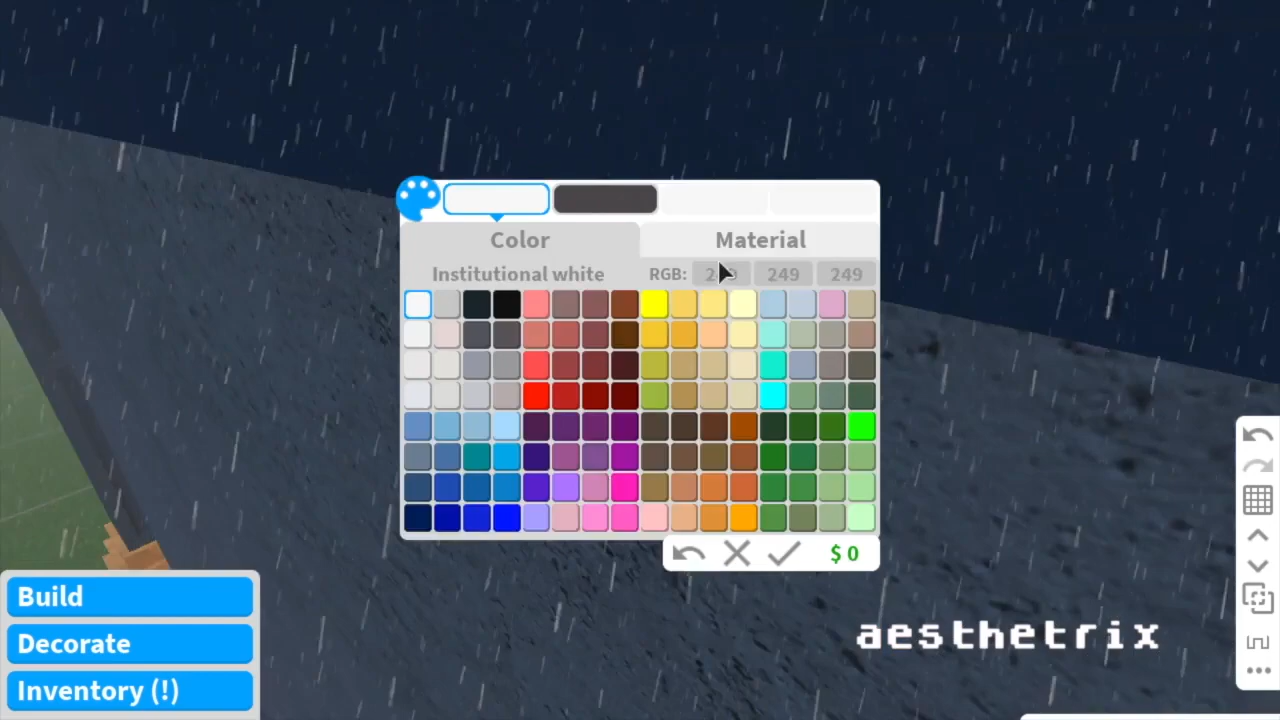 Color
Material
Institutional white
RGB:
249
249
$ 0
Build
Decorate
Inventory (!)
aesthetrix